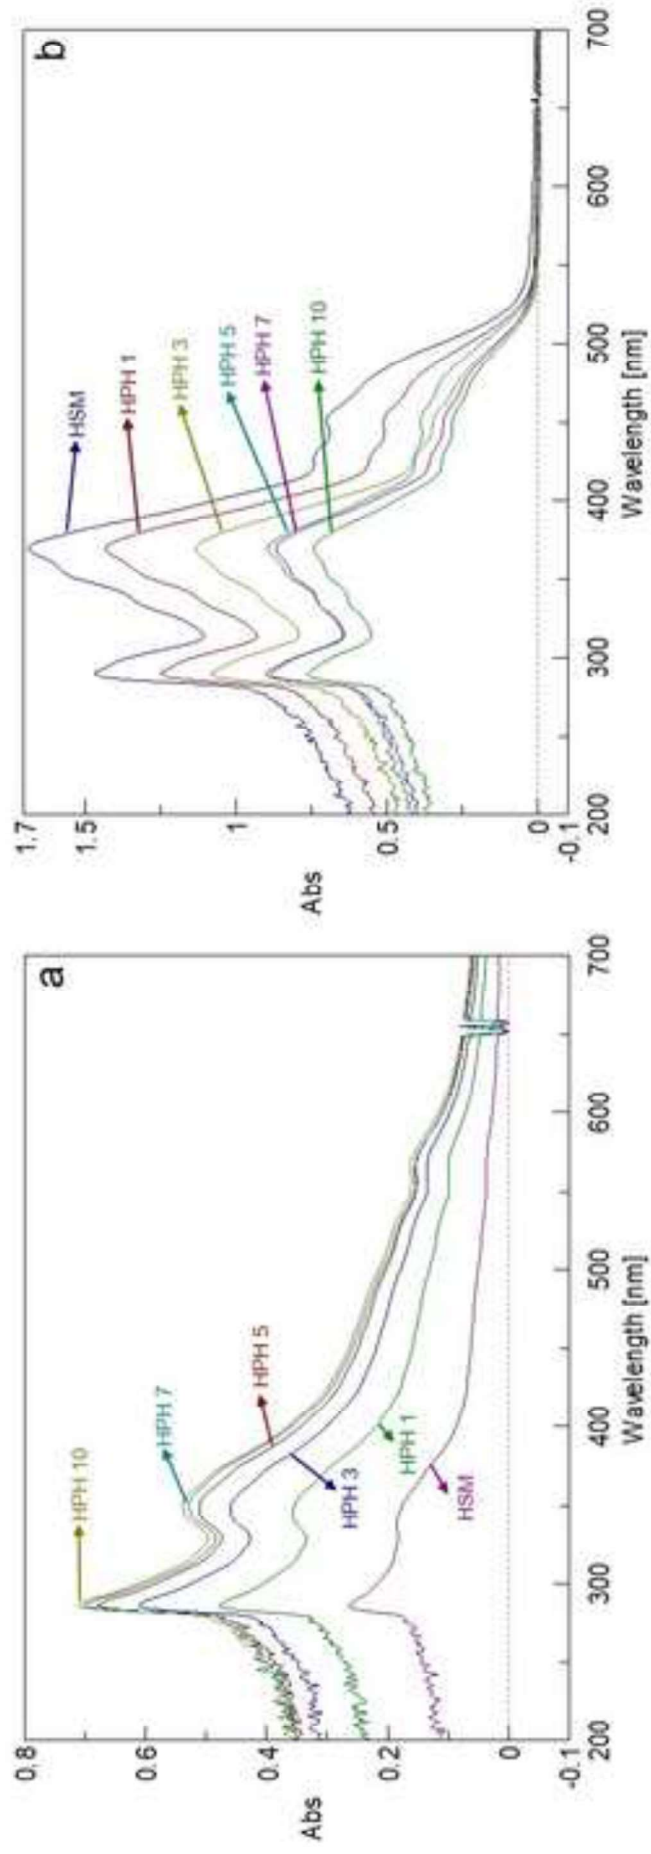 a
0.8
0.6
0.4
0.2
0
-0.1
Abs
200
300
400
500
600
700
Wavelength [nm]
HPH 10
HPH 7
HPH 5
HPH 3
HPH 1
HSM
b
1.7
1.5
1
0.5
0
-0.1
Abs
200
300
400
500
600
700
Wavelength [nm]
HSM
HPH 1
HPH 3
HPH 5
HPH 7
HPH 10